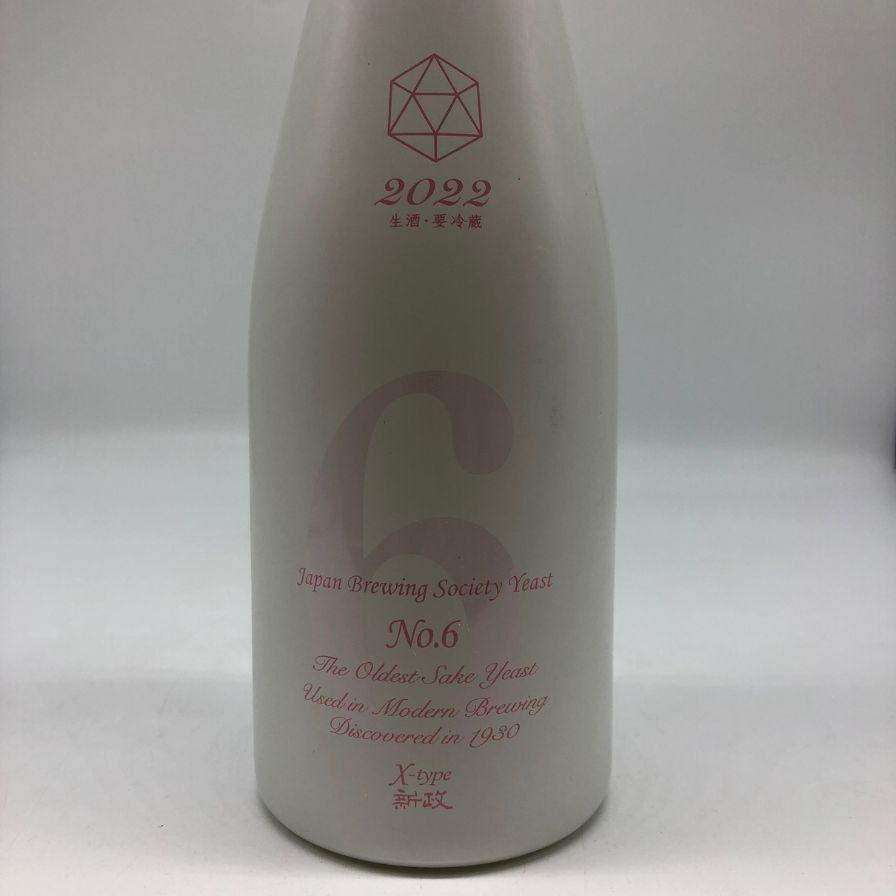 2022
生酒・要冷蔵
6
Japan Brewing Society Yeast
No.6
The Oldest Sake Yeast
Used in Modern Brewing
Discovered in 1930
X-type
新政